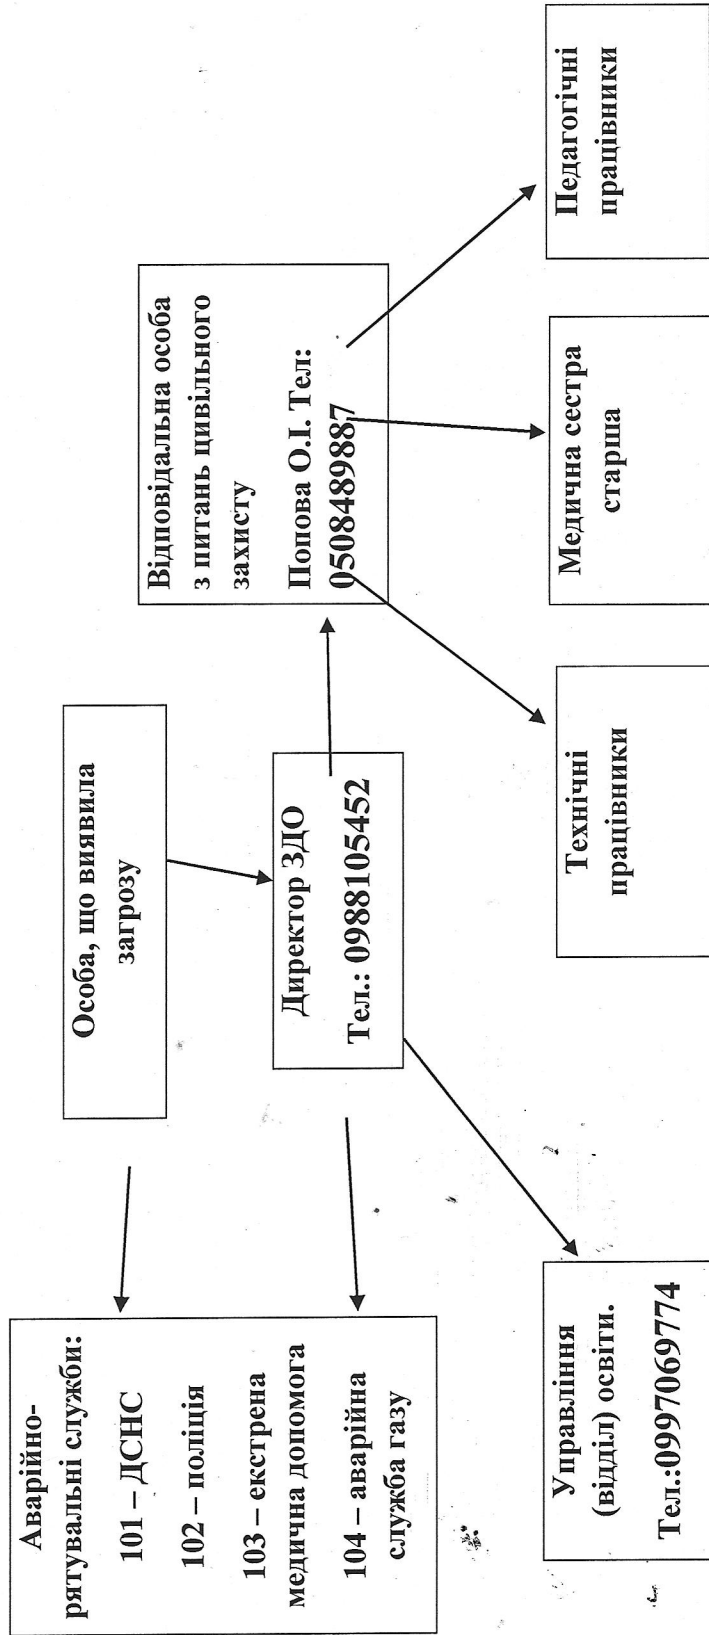 Аварійно-
рятувальні служби:
101 – ДСНС
102 – поліція
103 – екстрена
медична допомога
104 – аварійна
служба газу
Особа, що виявила
загрозу
Директор ЗДО
Тел.: 0988105452
Відповідальна особа
з питань цивільного
захисту
Попова О.І. Тел:
0508489887
Управління
(відділ) освіти.
Тел.:0997069774
Технічні
працівники
Медична сестра
старша
Педагогічні
працівники